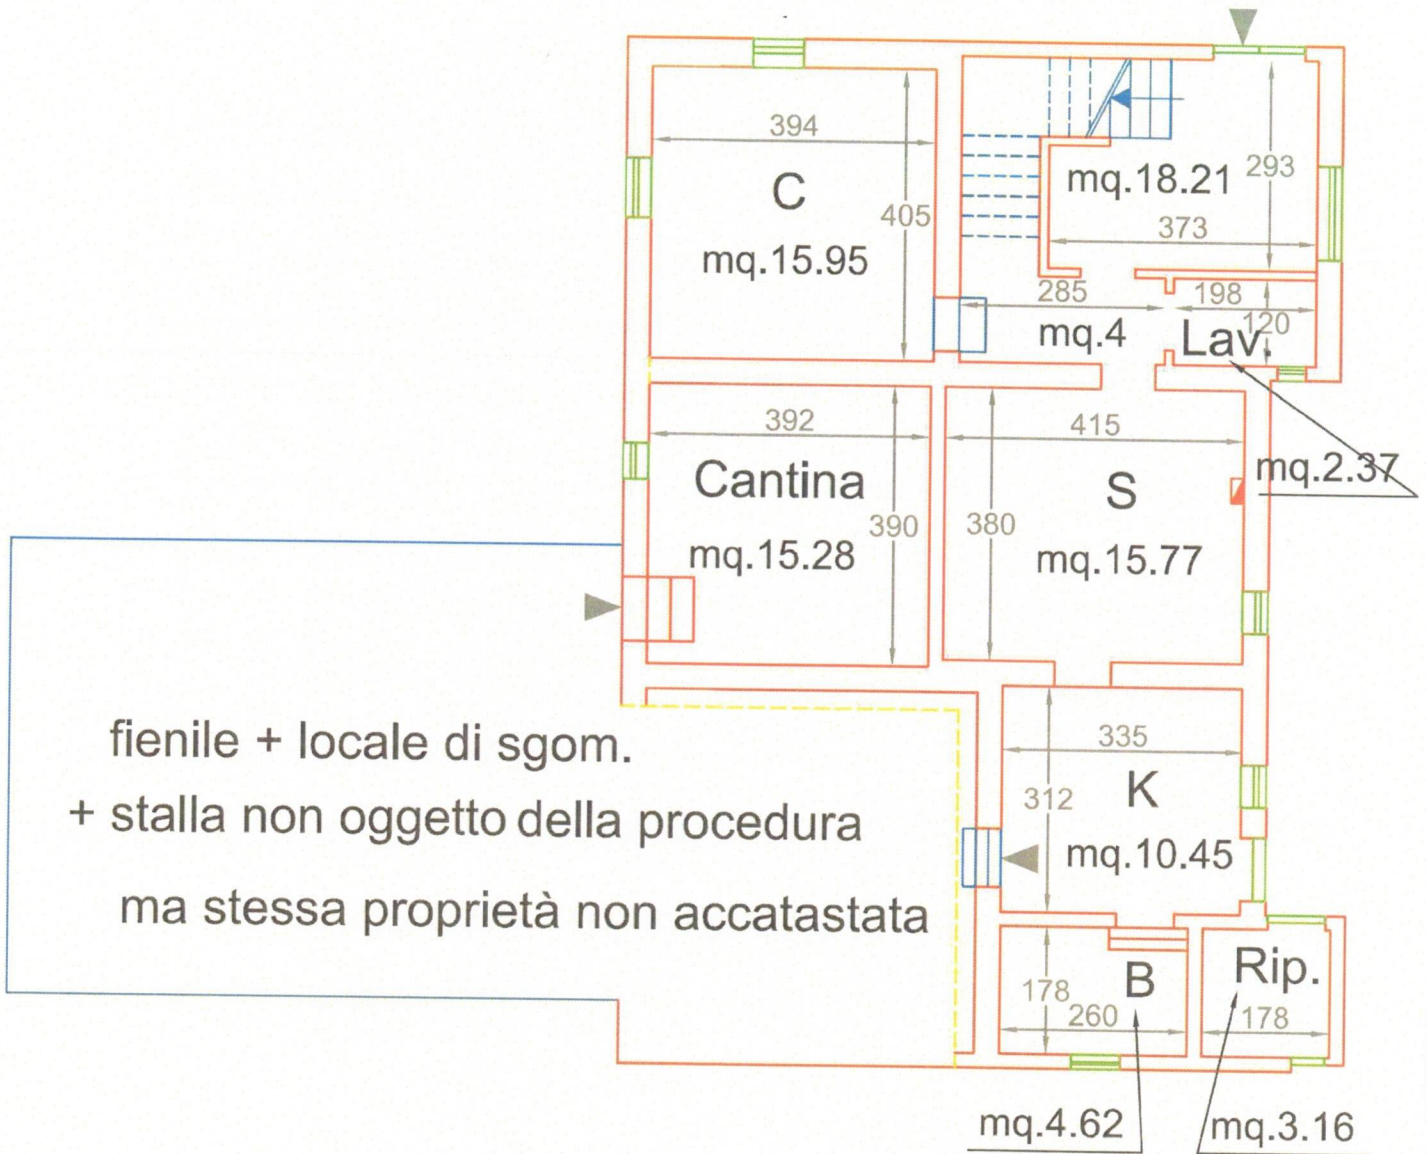 394
C
405
mq.15.95
mq.18.21
293
373
285
198
120
mq.4
Lav.
392
415
Cantina
S
mq.2.37
390
380
mq.15.28
mq.15.77
fienile + locale di sgom.
+ stalla non oggetto della procedura
ma stessa proprietà non accatastata
335
312
K
mq.10.45
178
B
260
Rip.
178
mq.4.62
mq.3.16